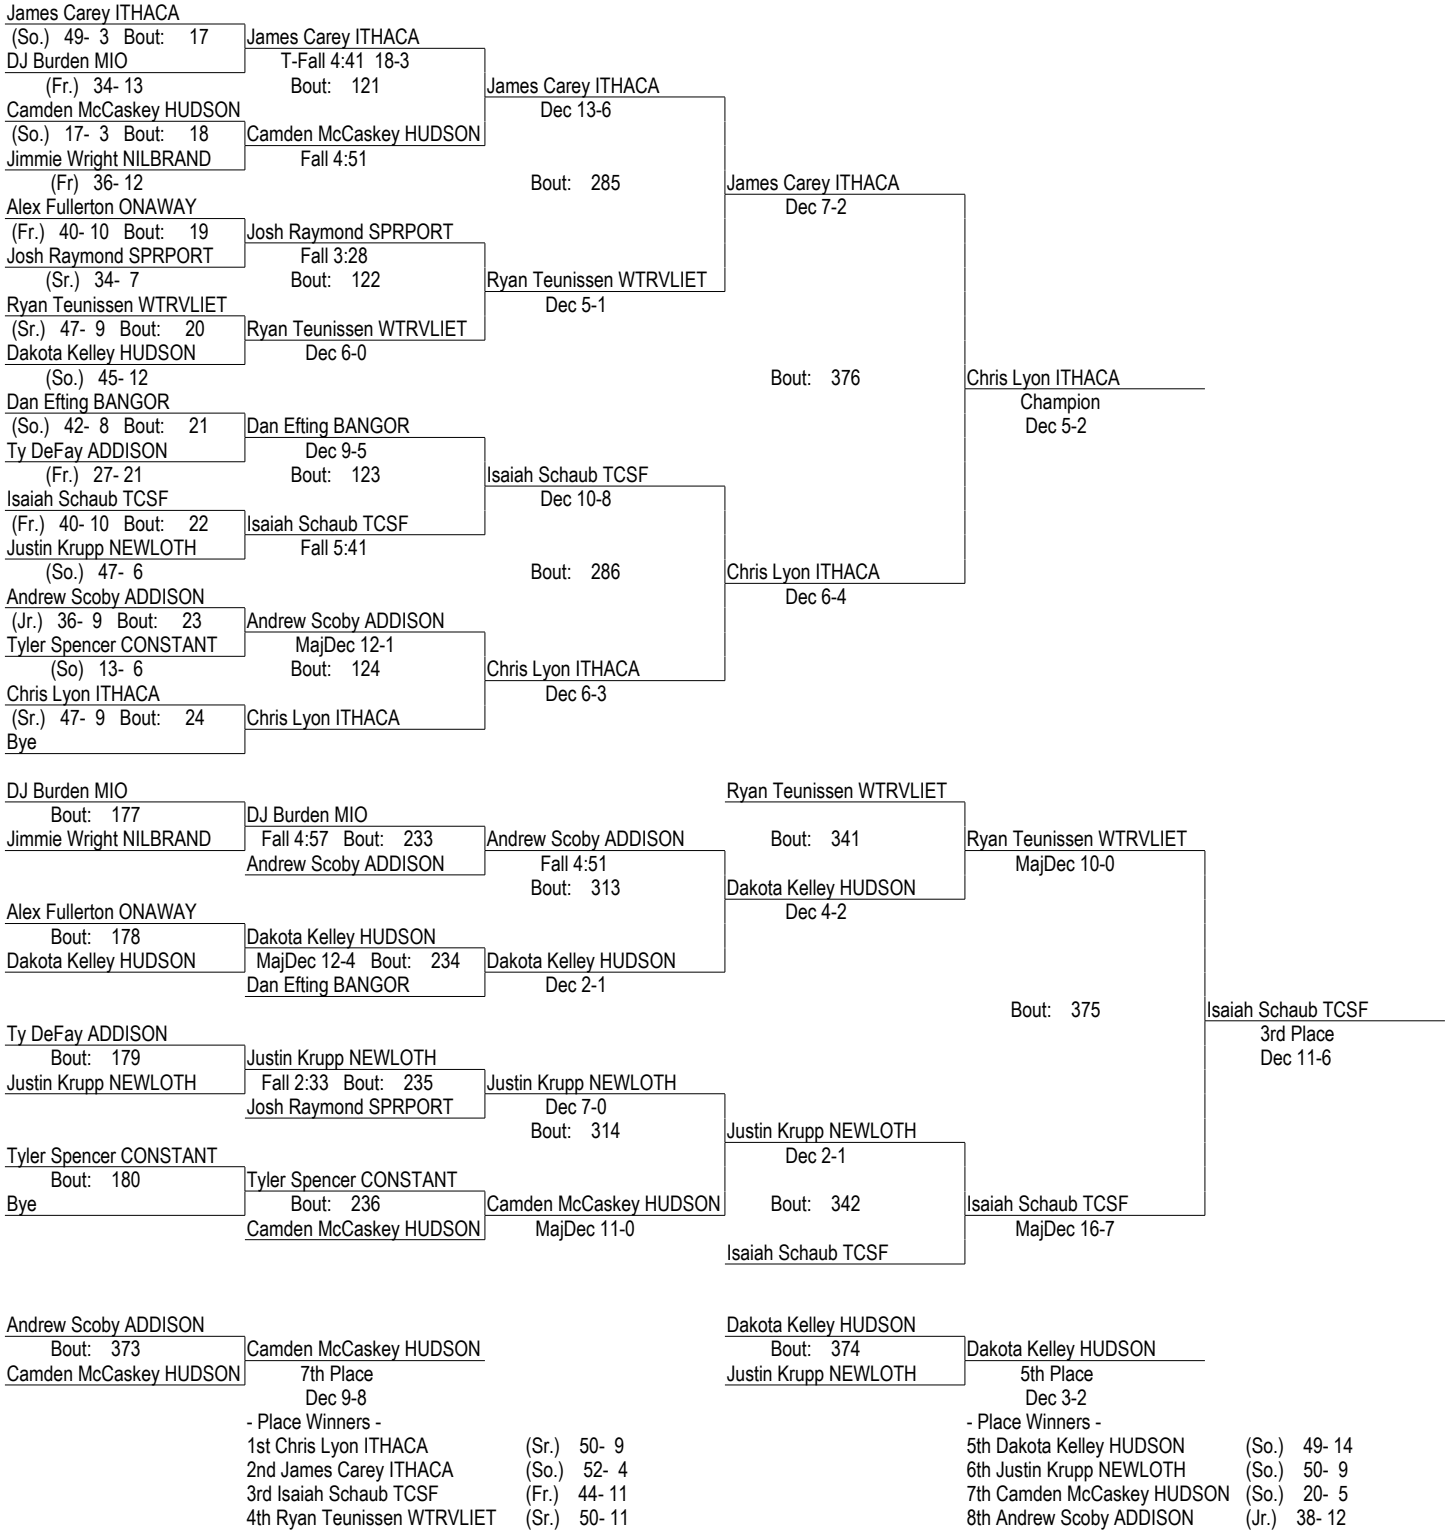 James Carey ITHACA
(So.) 49- 3 Bout: 17 James Carey ITHACA
DJ Burden MIO T-Fall 4:41 18-3
(Fr.) 34- 13 Bout: 121 James Carey ITHACA
Camden McCaskey HUDSON Dec 13-6
(So.) 17- 3 Bout: 18 Camden McCaskey HUDSON
Jimmie Wright NILBRAND Fall 4:51
(Fr) 36- 12 Bout: 285 James Carey ITHACA
Alex Fullerton ONAWAY Dec 7-2
(Fr.) 40- 10 Bout: 19 Josh Raymond SPRPORT
Josh Raymond SPRPORT Fall 3:28
(Sr.) 34- 7 Bout: 122 Ryan Teunissen WTRVLIET
Ryan Teunissen WTRVLIET Dec 5-1
(Sr.) 47- 9 Bout: 20 Ryan Teunissen WTRVLIET
Dakota Kelley HUDSON Dec 6-0
(So.) 45- 12 Bout: 376 Chris Lyon ITHACA
Dan Efting BANGOR Champion
(So.) 42- 8 Bout: 21 Dan Efting BANGOR Dec 5-2
Ty DeFay ADDISON Dec 9-5
(Fr.) 27- 21 Bout: 123 Isaiah Schaub TCSF
Isaiah Schaub TCSF Dec 10-8
(Fr.) 40- 10 Bout: 22 Isaiah Schaub TCSF
Justin Krupp NEWLOTH Fall 5:41
(So.) 47- 6 Bout: 286 Chris Lyon ITHACA
Andrew Scoby ADDISON Dec 6-4
(Jr.) 36- 9 Bout: 23 Andrew Scoby ADDISON
Tyler Spencer CONSTANT MajDec 12-1
(So) 13- 6 Bout: 124 Chris Lyon ITHACA
Chris Lyon ITHACA Dec 6-3
(Sr.) 47- 9 Bout: 24 Chris Lyon ITHACA
Bye
DJ Burden MIO Ryan Teunissen WTRVLIET
Bout: 177 DJ Burden MIO
Jimmie Wright NILBRAND Fall 4:57 Bout: 233 Andrew Scoby ADDISON Bout: 341 Ryan Teunissen WTRVLIET
Andrew Scoby ADDISON Fall 4:51 MajDec 10-0
Bout: 313 Dakota Kelley HUDSON
Alex Fullerton ONAWAY Dec 4-2
Bout: 178 Dakota Kelley HUDSON
Dakota Kelley HUDSON MajDec 12-4 Bout: 234 Dakota Kelley HUDSON
Dan Efting BANGOR Dec 2-1
Bout: 375 Isaiah Schaub TCSF
Ty DeFay ADDISON 3rd Place
Bout: 179 Justin Krupp NEWLOTH Dec 11-6
Justin Krupp NEWLOTH Fall 2:33 Bout: 235 Justin Krupp NEWLOTH
Josh Raymond SPRPORT Dec 7-0
Bout: 314 Justin Krupp NEWLOTH
Tyler Spencer CONSTANT Dec 2-1
Bout: 180 Tyler Spencer CONSTANT
Bye Bout: 236 Camden McCaskey HUDSON Bout: 342 Isaiah Schaub TCSF
Camden McCaskey HUDSON MajDec 11-0 MajDec 16-7
Isaiah Schaub TCSF
Andrew Scoby ADDISON Dakota Kelley HUDSON
Bout: 373 Camden McCaskey HUDSON Bout: 374 Dakota Kelley HUDSON
Camden McCaskey HUDSON 7th Place Justin Krupp NEWLOTH 5th Place
Dec 9-8 Dec 3-2
- Place Winners - - Place Winners -
1st Chris Lyon ITHACA (Sr.) 50- 9 5th Dakota Kelley HUDSON (So.) 49- 14
2nd James Carey ITHACA (So.) 52- 4 6th Justin Krupp NEWLOTH (So.) 50- 9
3rd Isaiah Schaub TCSF (Fr.) 44- 11 7th Camden McCaskey HUDSON (So.) 20- 5
4th Ryan Teunissen WTRVLIET (Sr.) 50- 11 8th Andrew Scoby ADDISON (Jr.) 38- 12